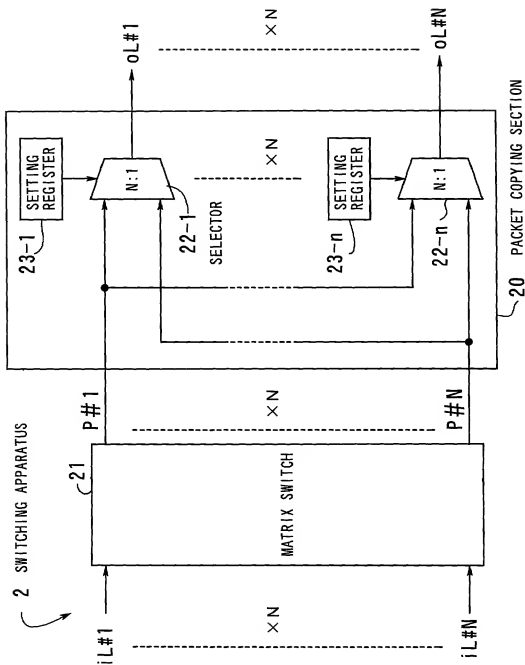 2 SWITCHING APPARATUS
iL#1
×N
iL#N
21
MATRIX SWITCH
P#1
×N
P#N
23-1
SETTING
REGISTER
N:1
22-1
SELECTOR
×N
23-n
SETTING
REGISTER
N:1
22-n
20 PACKET COPYING SECTION
oL#1
×N
oL#N